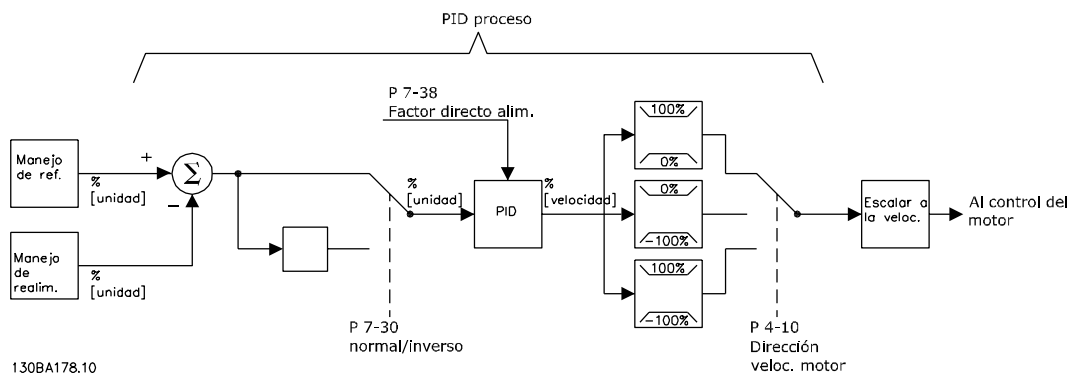 PID proceso
P 7-38
Factor directo alim.
100%
0%
Manejo
de ref.
+
Σ
%
[unidad]
−
%
[unidad]
PID
%
[velocidad]
0%
-100%
Escalar a
la veloc.
Al control del
motor
Manejo
de
realim.
%
[unidad]
100%
-100%
P 7-30
normal/inverso
P 4-10
Dirección
veloc. motor
130BA178.10